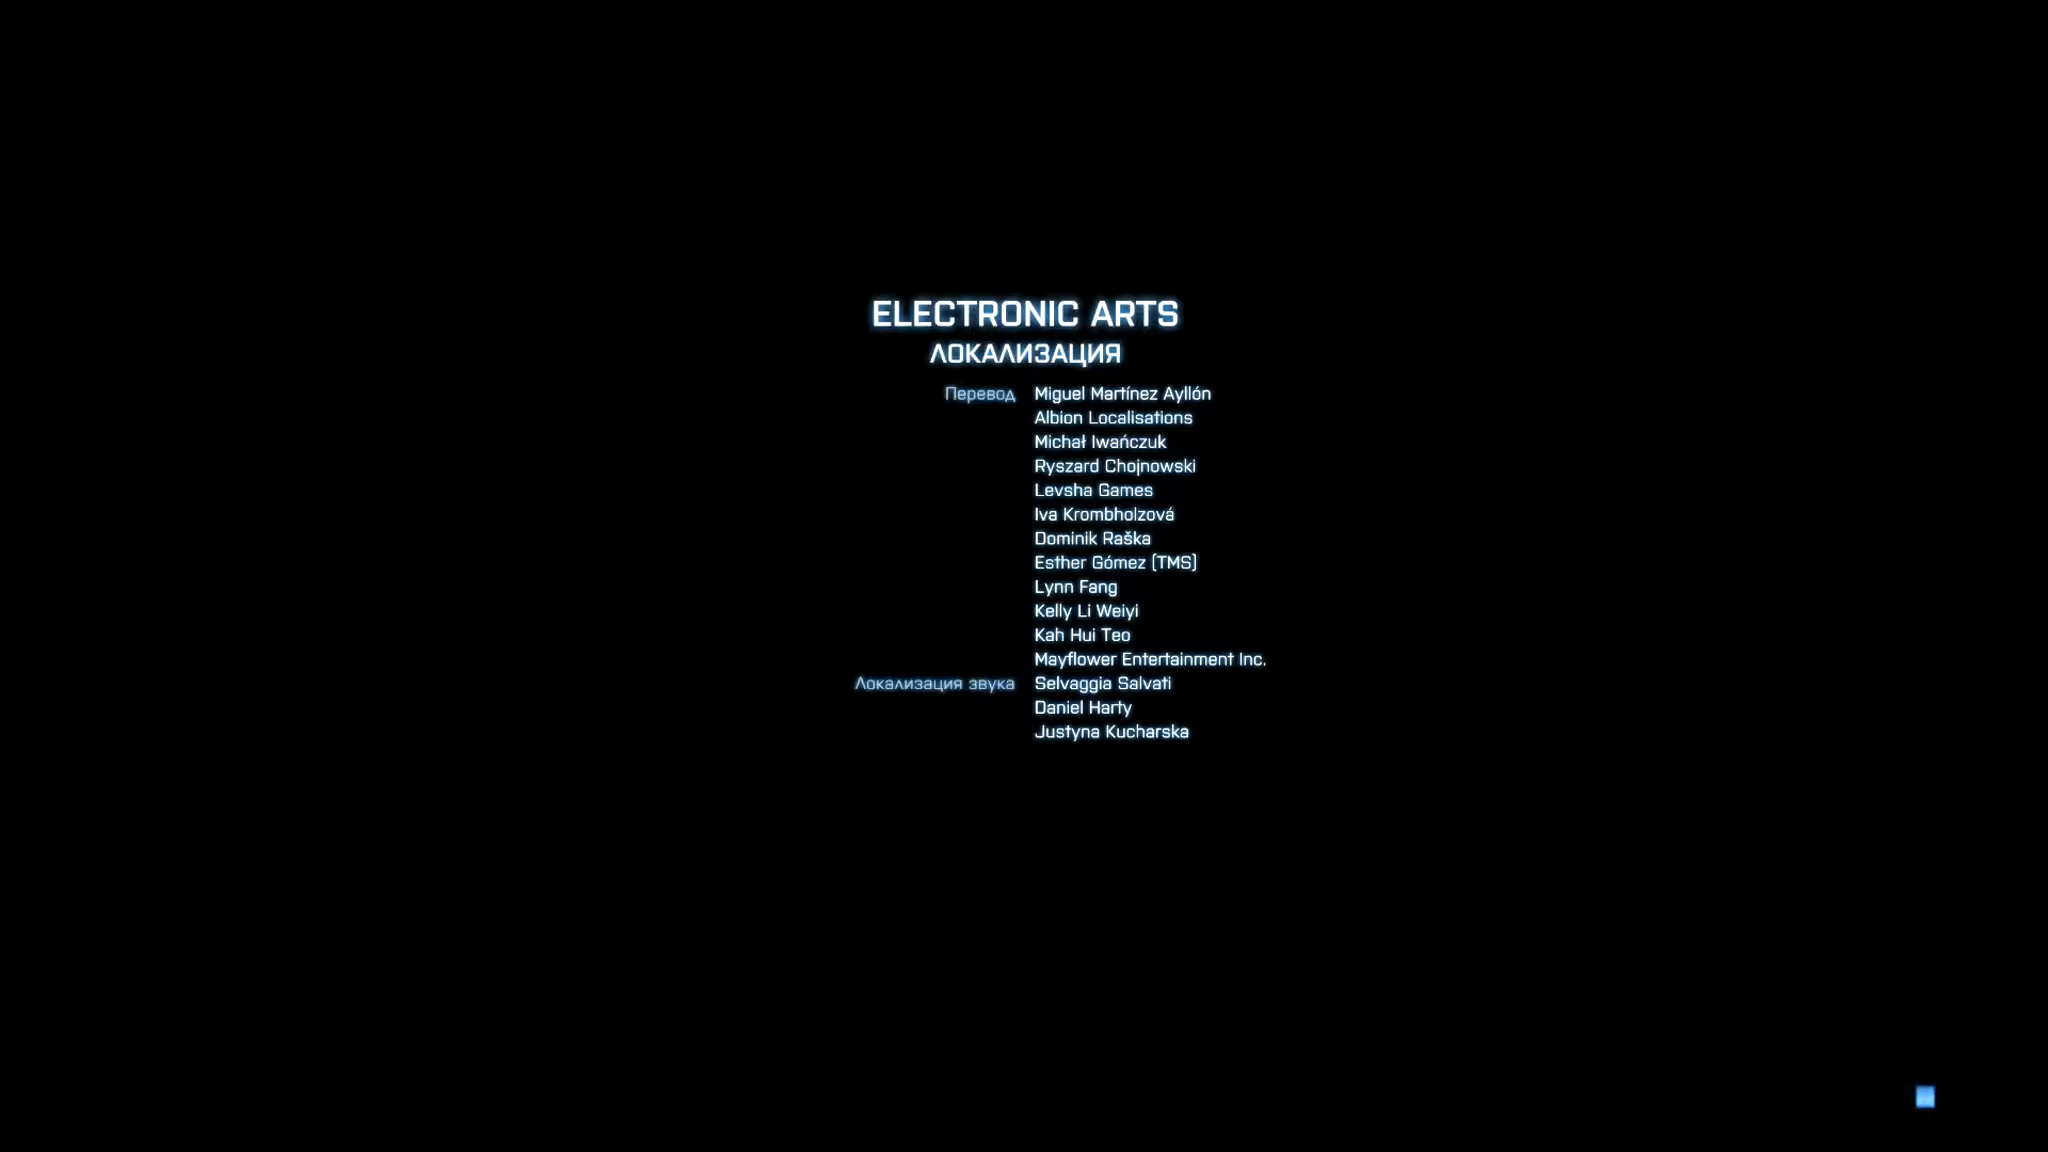 ELECTRONIC ARTS
ЛОКАЛИЗАЦИЯ
Перевод Miguel Martínez Ayllón
Albion Localisations
Michał Iwańczuk
Ryszard Chojnowski
Levsha Games
Iva Krombholzová
Dominik Raška
Esther Gómez (TMS)
Lynn Fang
Kelly Li Weiyi
Kah Hui Teo
Mayflower Entertainment Inc.
Локализация звука Selvaggia Salvati
Daniel Harty
Justyna Kucharska